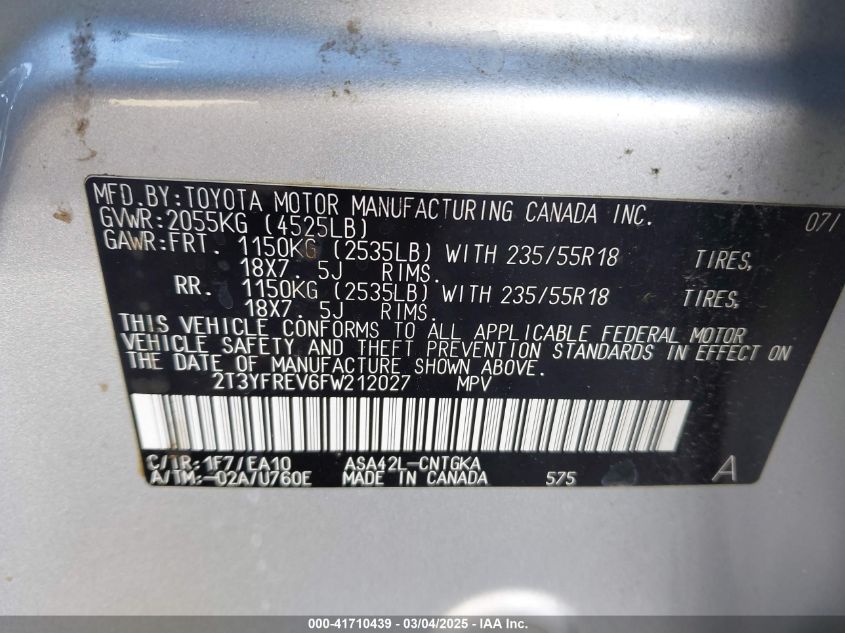 MFD. BY: TOYOTA MOTOR MANUFACTURING CANADA INC. 07/
GVWR: 2055KG (4525LB)
GAWR: FRT. 1150KG (2535LB) WITH 235/55R18 TIRES,
18X7. 5J RIMS.
RR. 1150KG (2535LB) WITH 235/55R18 TIRES,
18X7. 5J RIMS.
THIS VEHICLE CONFORMS TO ALL APPLICABLE FEDERAL MOTOR
VEHICLE SAFETY AND THEFT PREVENTION STANDARDS IN EFFECT ON
THE DATE OF MANUFACTURE SHOWN ABOVE.
2T3YFREV6FW212027 MPV
C/TR: 1F7/EA10 ASA42L-CNTGKA A
A/TM:-02A/U760E MADE IN CANADA 575
000-41710439 - 03/04/2025 - IAA Inc.